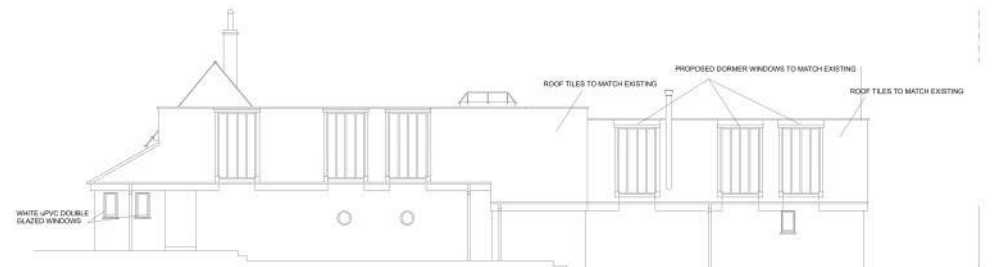 PROPOSED DORMER WINDOWS TO MATCH EXISTING
ROOF TILES TO MATCH EXISTING
ROOF TILES TO MATCH EXISTING
WHITE uPVC DOUBLE
GLAZED WINDOWS